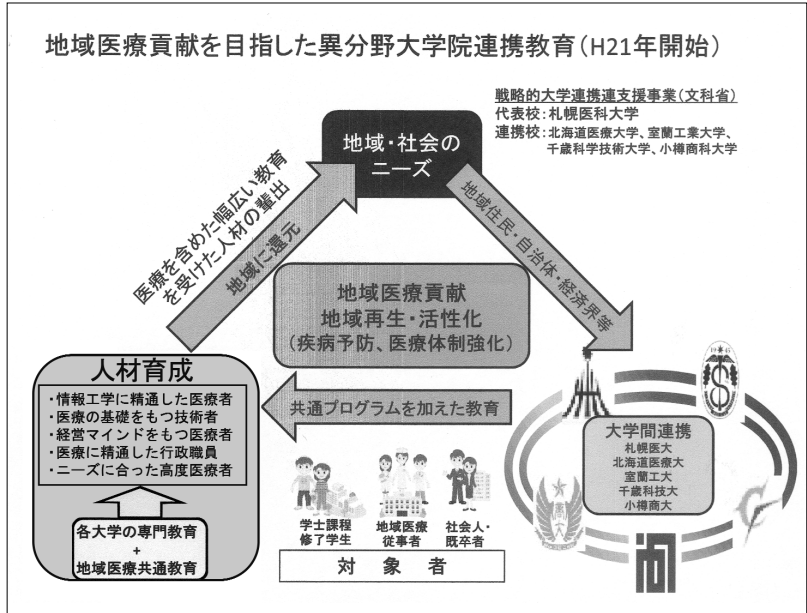 地域医療貢献を目指した異分野大学院連携教育(H21年開始)
戦略的大学連携連支援事業(文科省)
代表校:札幌医科大学
連携校:北海道医療大学、室蘭工業大学、
千歳科学技術大学、小樽商科大学
地域・社会の
ニーズ
医療を含めた幅広い教育
を受けた人材の輩出
地域に還元
地域住民・自治体・経済界等
地域医療貢献
地域再生・活性化
(疾病予防、医療体制強化)
人材育成
・情報工学に精通した医療者
・医療の基礎をもつ技術者
・経営マインドをもつ医療者
・医療に精通した行政職員
・ニーズに合った高度医療者
各大学の専門教育
+
地域医療共通教育
共通プログラムを加えた教育
学士課程
修了学生
地域医療
従事者
社会人・
既卒者
対象者
大学間連携
札幌医大
北海道医療大
室蘭工大
千歳科技大
小樽商大